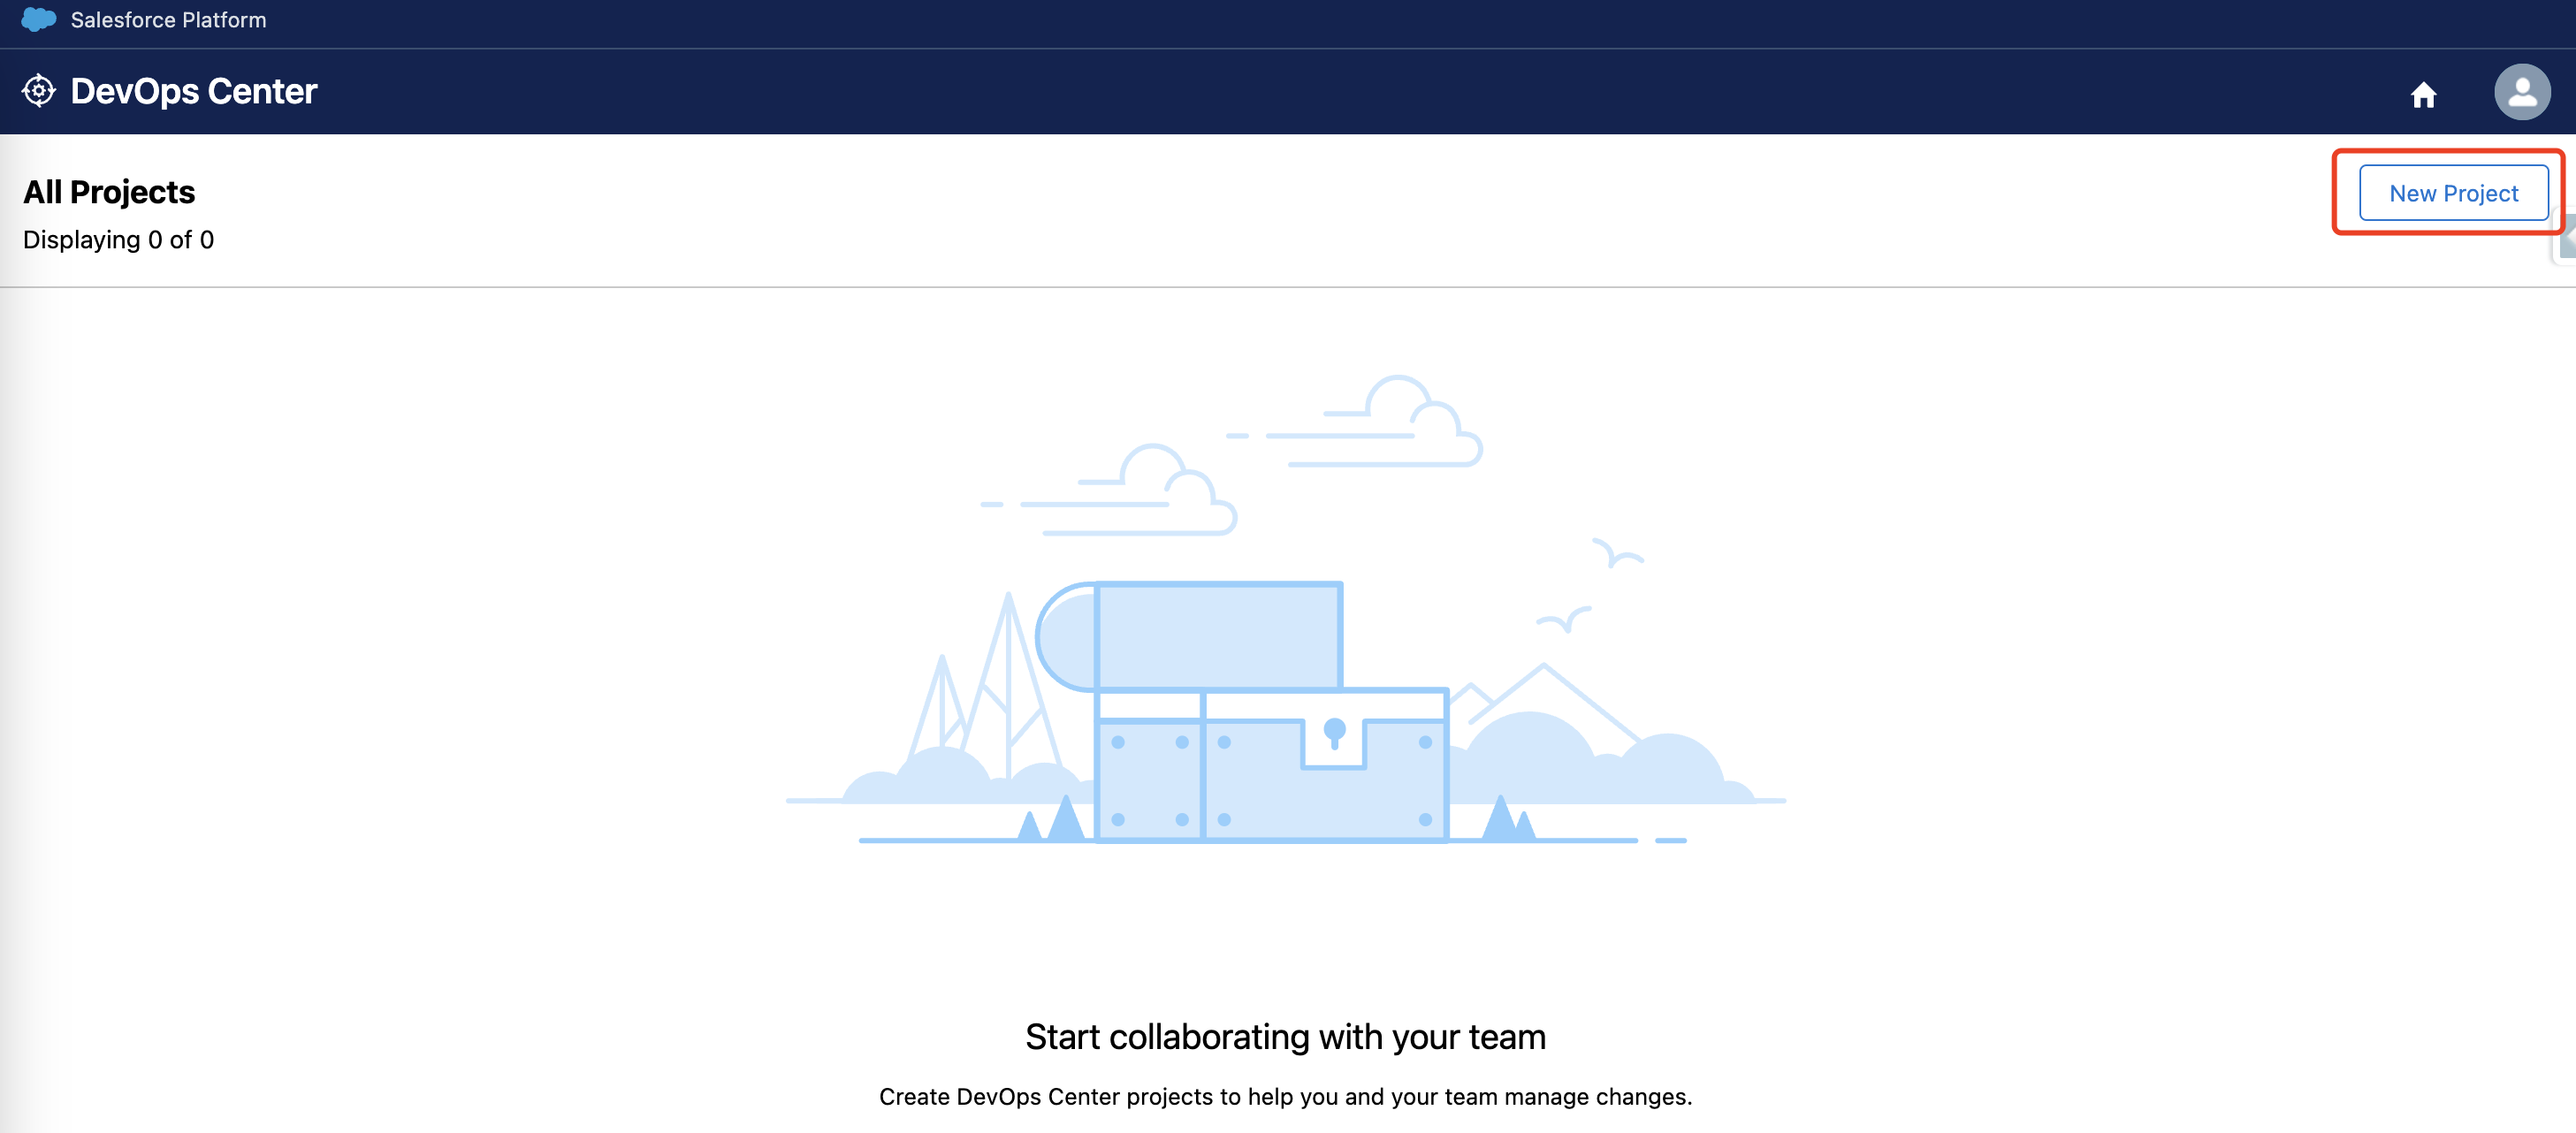 Salesforce Platform
DevOps Center
All Projects
New Project
Displaying 0 of 0
Start collaborating with your team
Create DevOps Center projects to help you and your team manage changes.